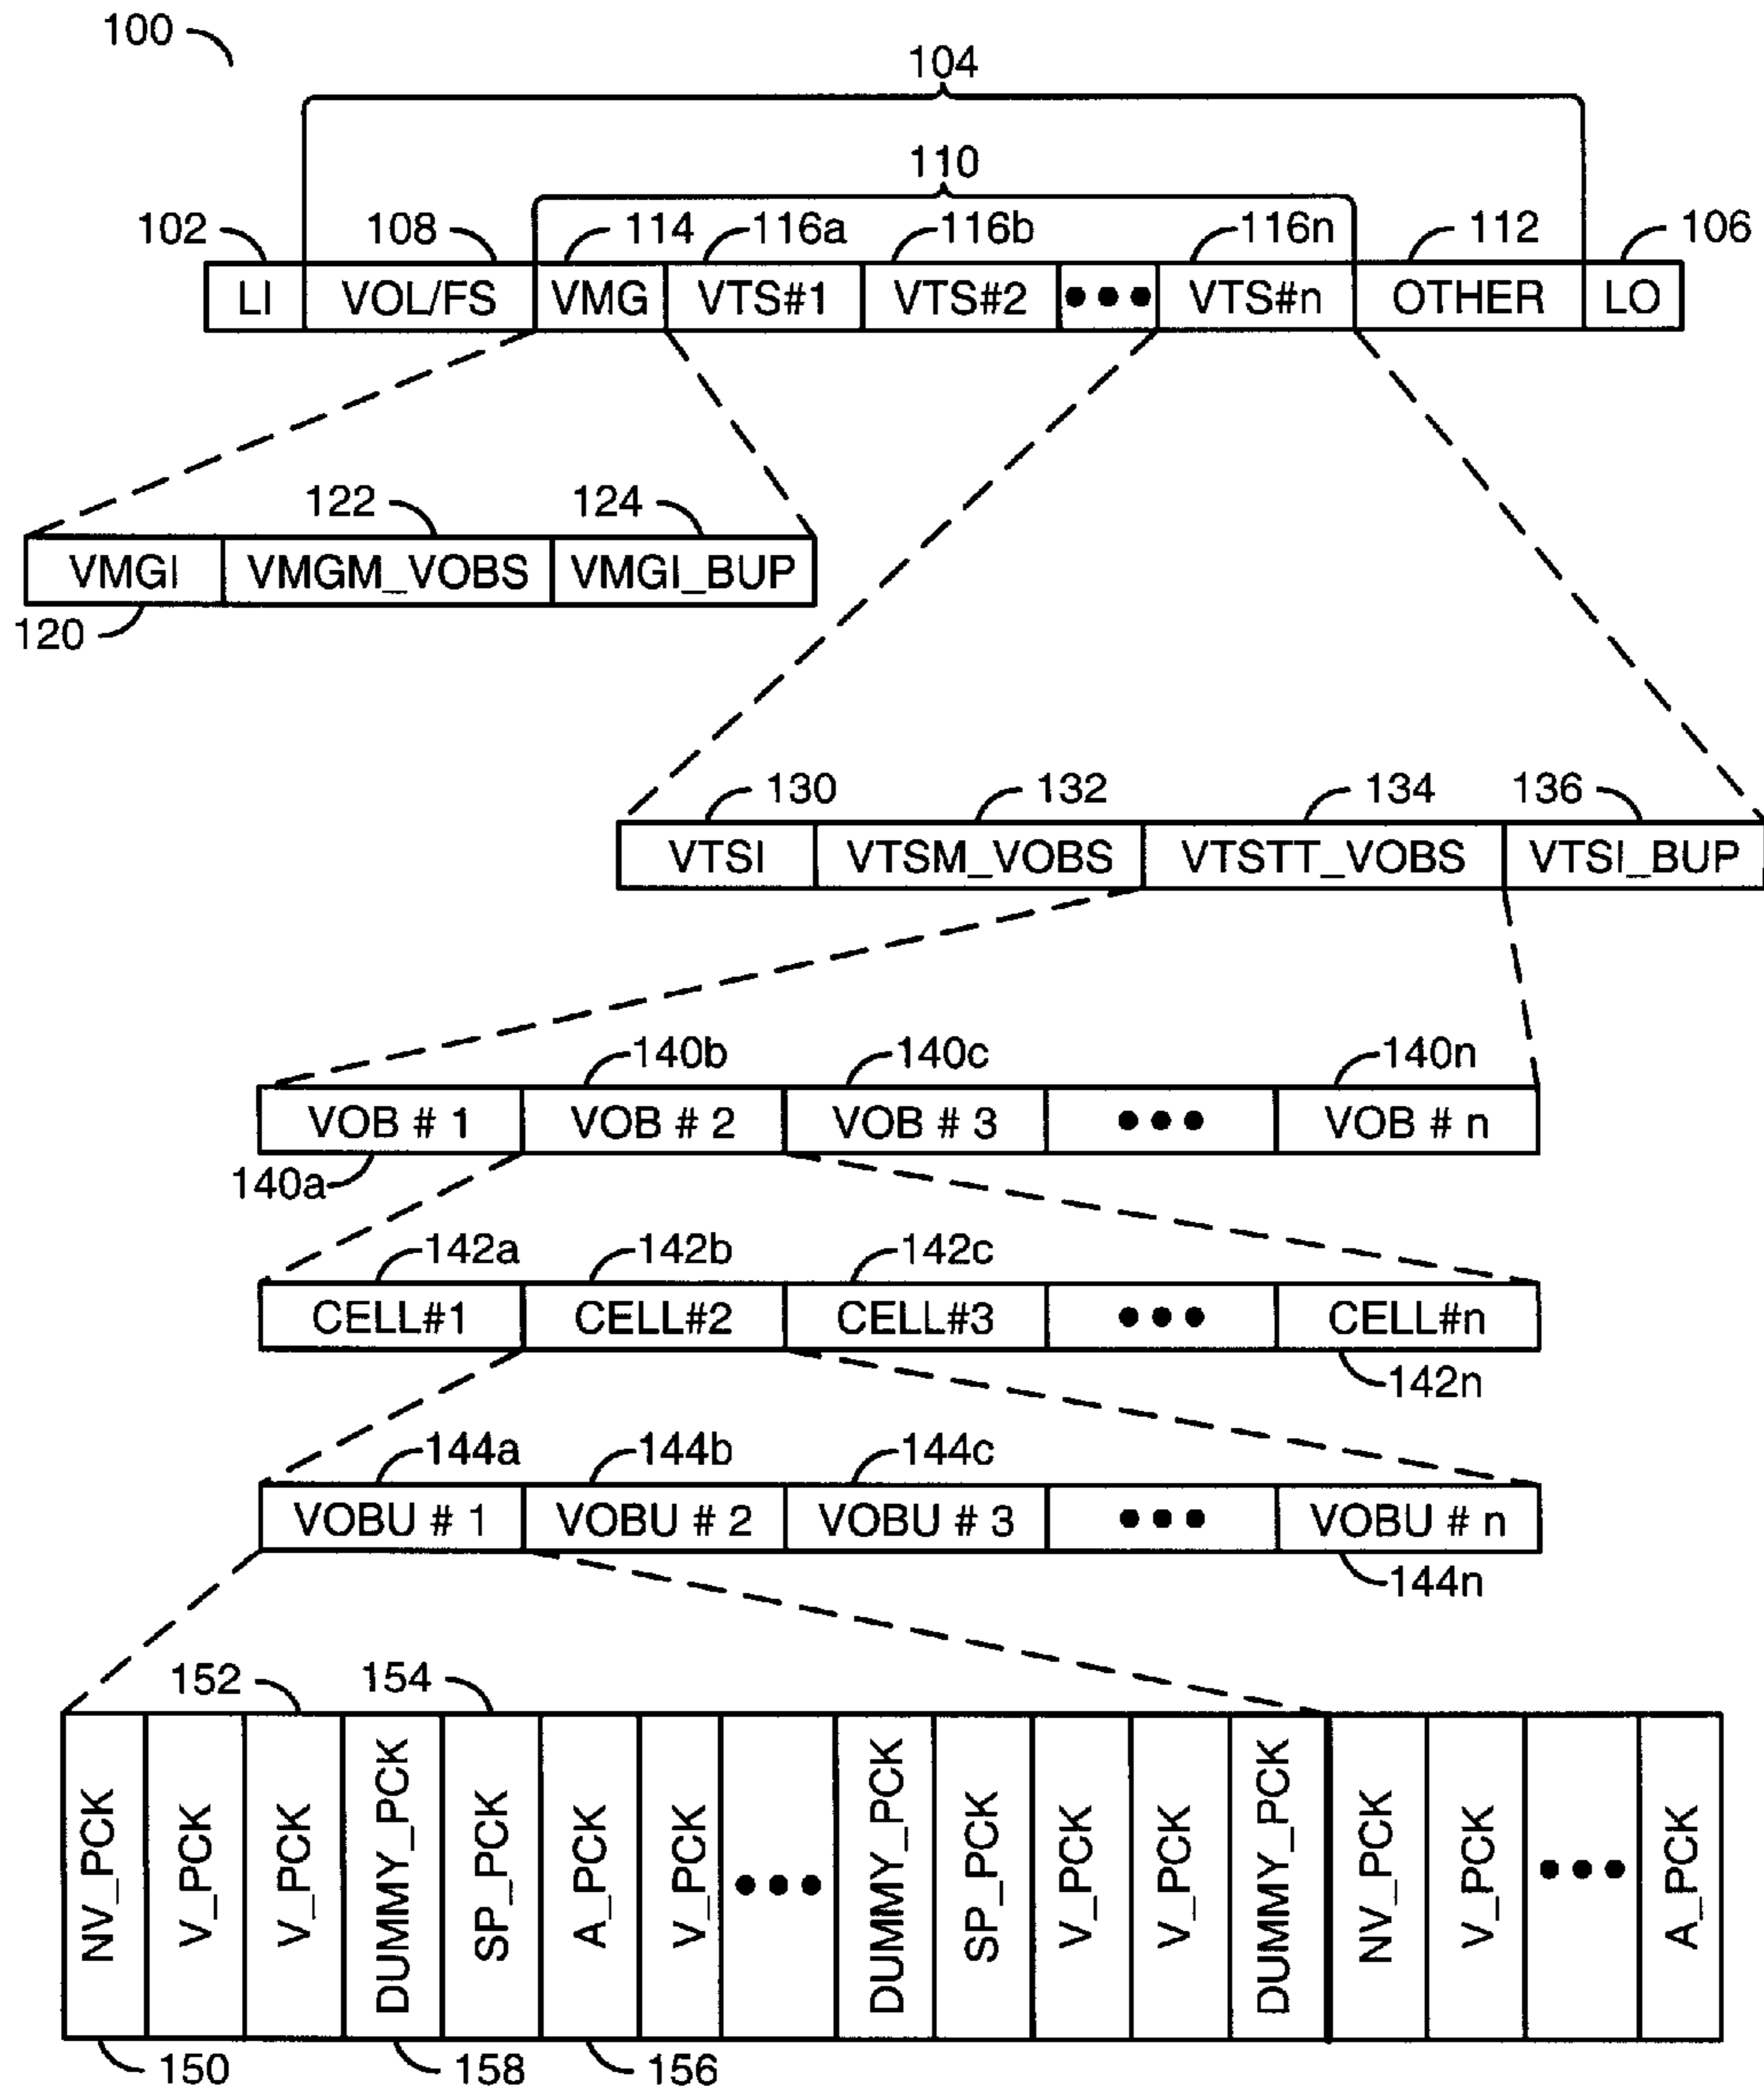 100
104
110
102 108 114 116a 116b 116n 112 106
LI VOL/FS VMG VTS#1 VTS#2 ●●● VTS#n OTHER LO
122 124
VMGI VMGM_VOBS VMGI_BUP
120
130 132 134 136
VTSI VTSM_VOBS VTSTT_VOBS VTSI_BUP
140b 140c 140n
VOB # 1 VOB # 2 VOB # 3 ●●● VOB # n
140a
142a 142b 142c
CELL#1 CELL#2 CELL#3 ●●● CELL#n
142n
144a 144b 144c
VOBU # 1 VOBU # 2 VOBU # 3 ●●● VOBU # n
144n
152 154
NV_PCK V_PCK V_PCK DUMMY_PCK SP_PCK A_PCK V_PCK ●●● DUMMY_PCK SP_PCK V_PCK V_PCK DUMMY_PCK NV_PCK V_PCK ●●● A_PCK
150 158 156